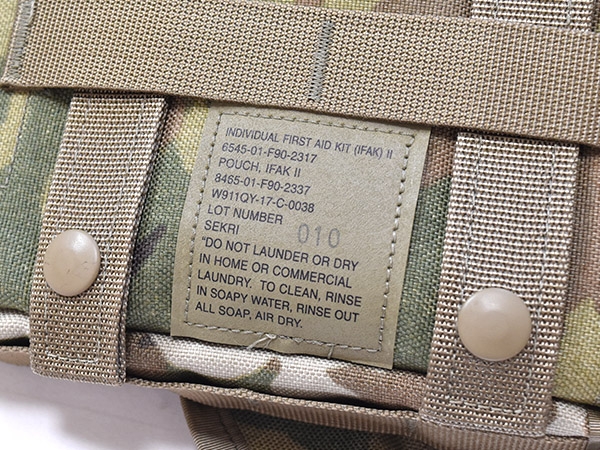 INDIVIDUAL FIRST AID KIT (IFAK) II
6545-01-F90-2317
POUCH, IFAK II
8465-01-F90-2337
W911QY-17-C-0038
LOT NUMBER 010
SEKRI
"DO NOT LAUNDER OR DRY
IN HOME OR COMMERCIAL
LAUNDRY. TO CLEAN, RINSE
IN SOAPY WATER, RINSE OUT
ALL SOAP, AIR DRY.